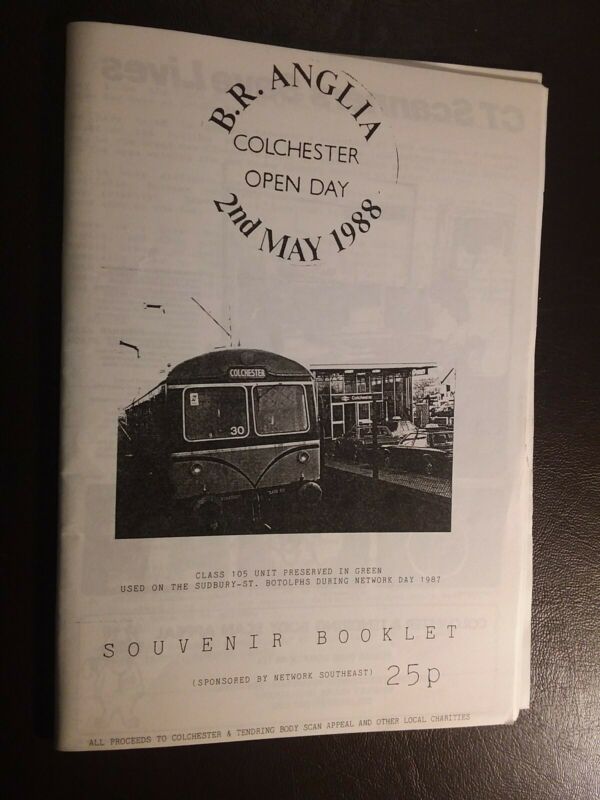 B.R. ANGLIA
COLCHESTER
OPEN DAY
2nd MAY 1988
COLCHESTER
30
Colchester
CLASS 105 UNIT PRESERVED IN GREEN
USED ON THE SUDBURY-ST. BOTOLPHS DURING NETWORK DAY 1987
SOUVENIR BOOKLET
(SPONSORED BY NETWORK SOUTHEAST) 25p
ALL PROCEEDS TO COLCHESTER & TENDRING BODY SCAN APPEAL AND OTHER LOCAL CHARITIES